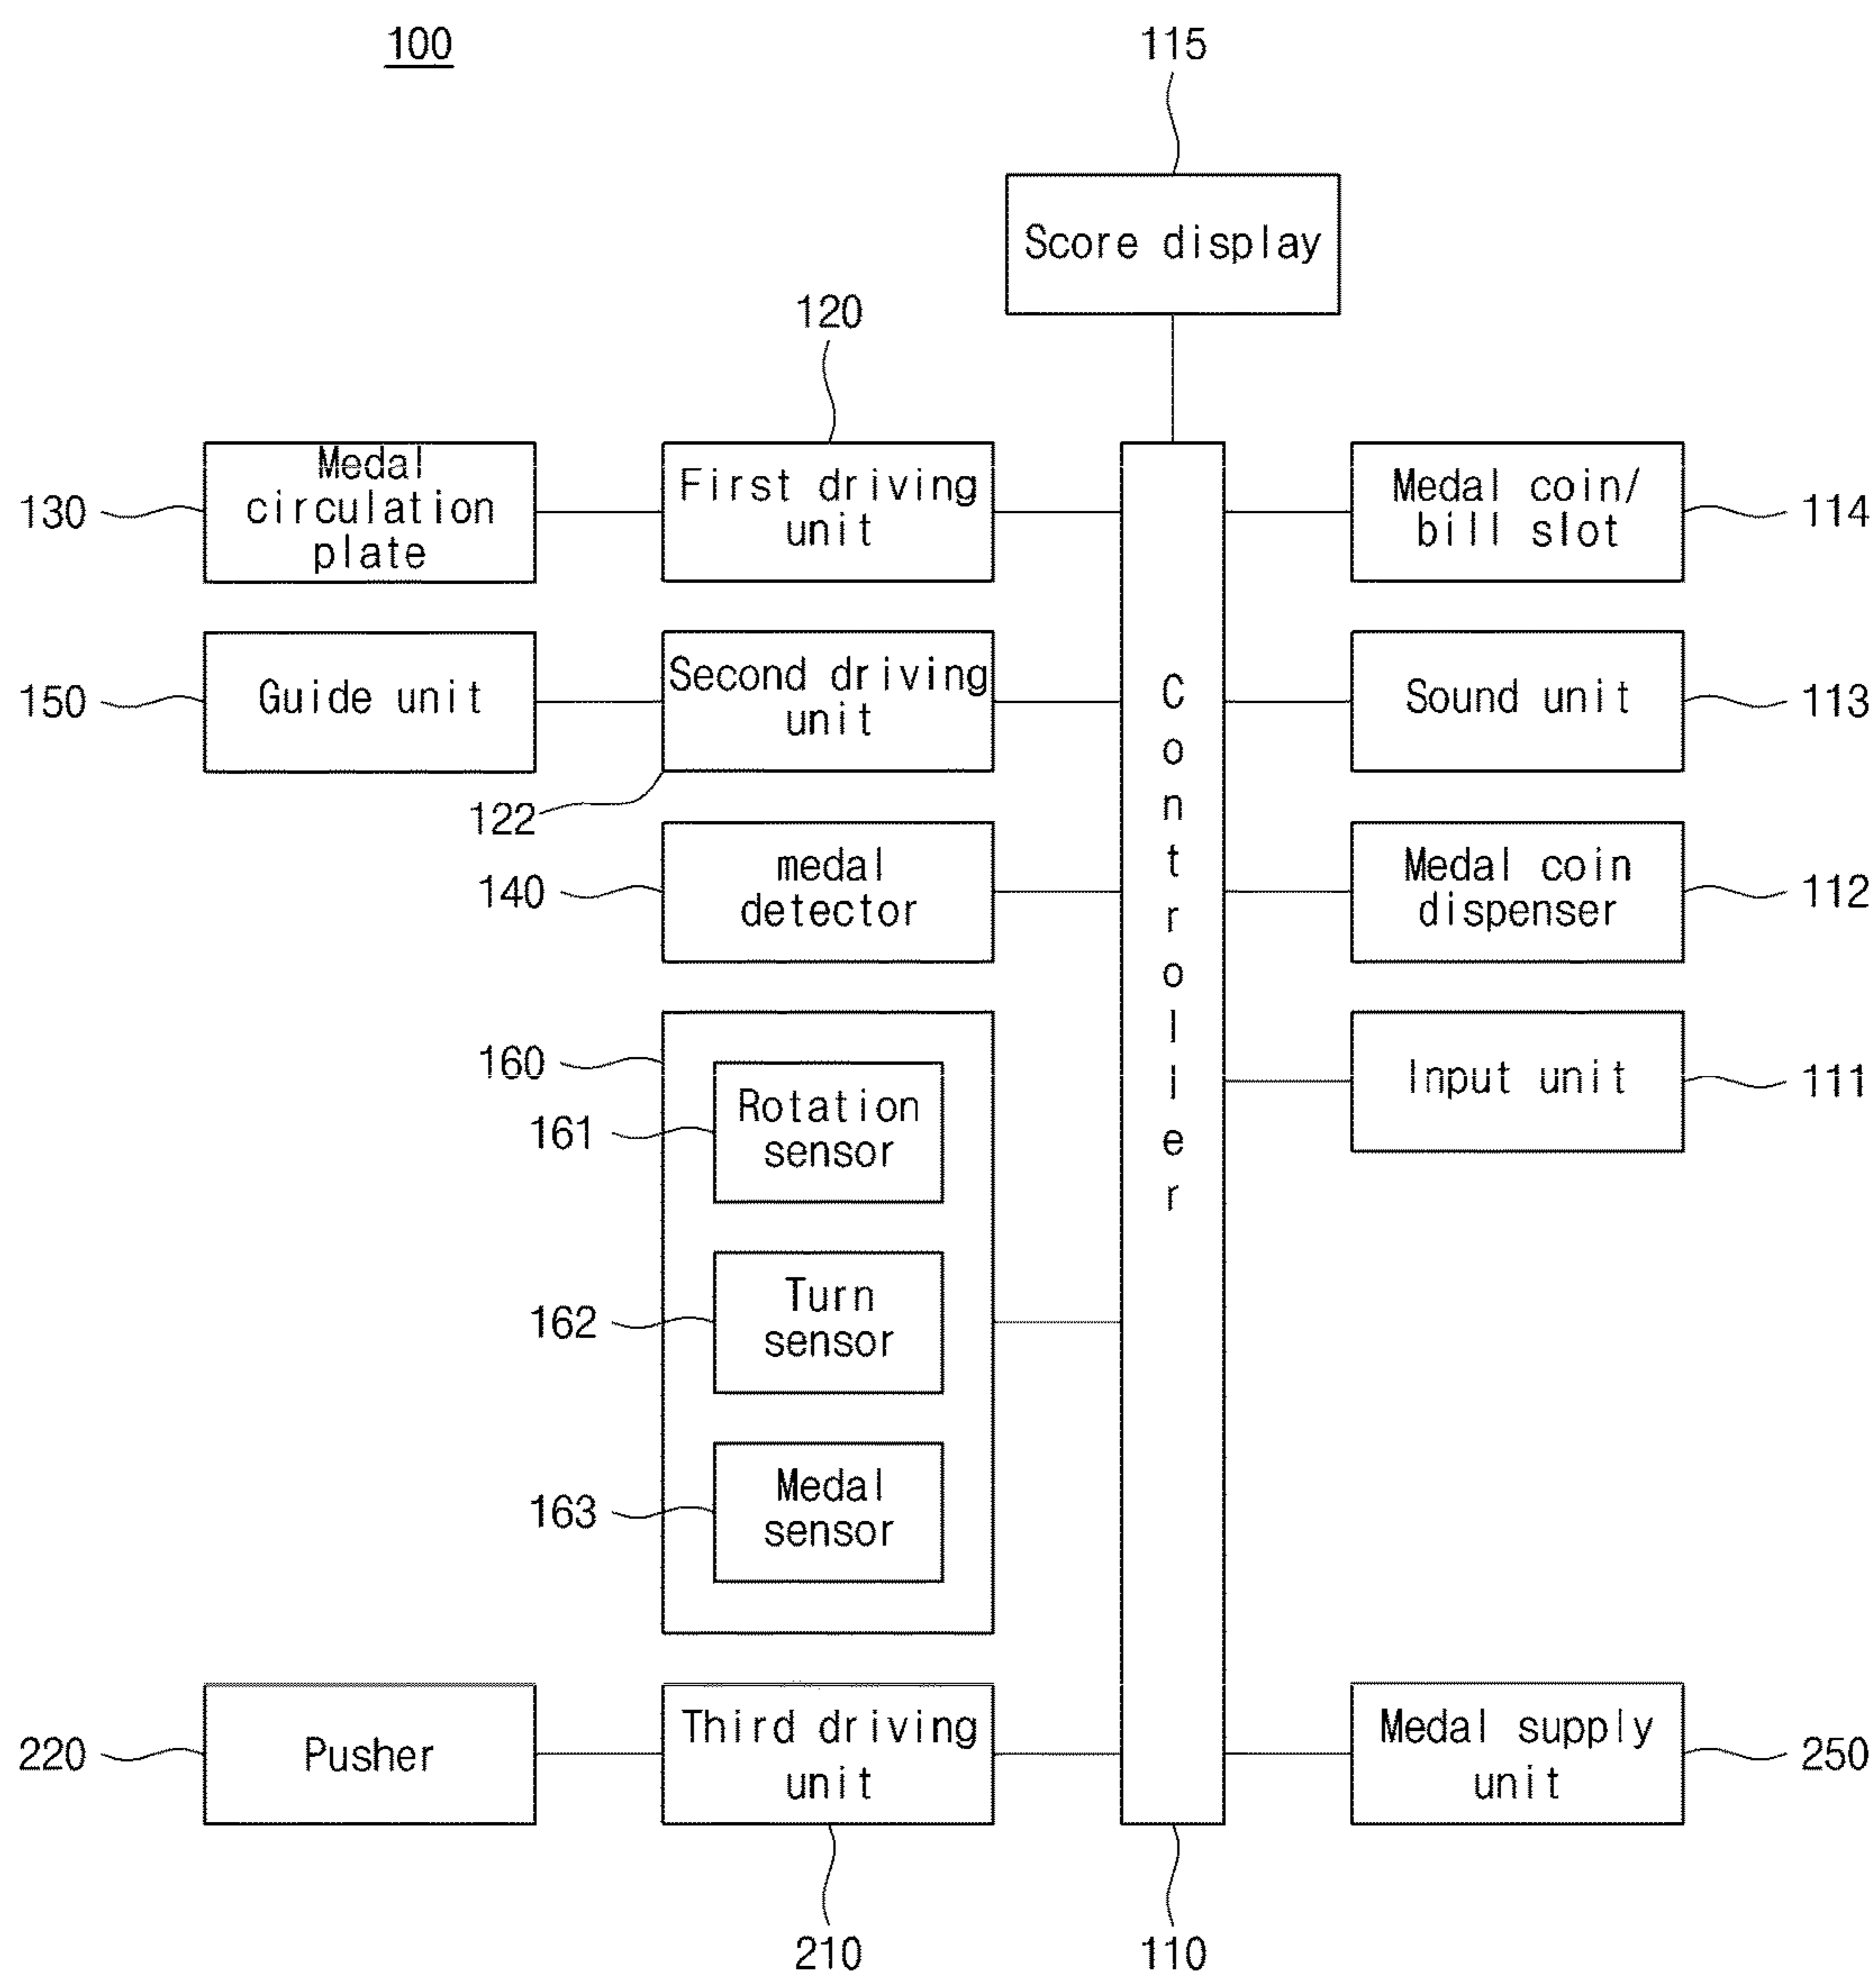 100
115
Score display
120
130
Medal
circulation
plate
First driving
unit
Medal coin/
bill slot
114
150
Guide unit
Second driving
unit
122
Controller
Sound unit
113
140
medal
detector
Medal coin
dispenser
112
160
161
Rotation
sensor
Input unit
111
162
Turn
sensor
163
Medal
sensor
220
Pusher
Third driving
unit
Medal supply
unit
250
210
110